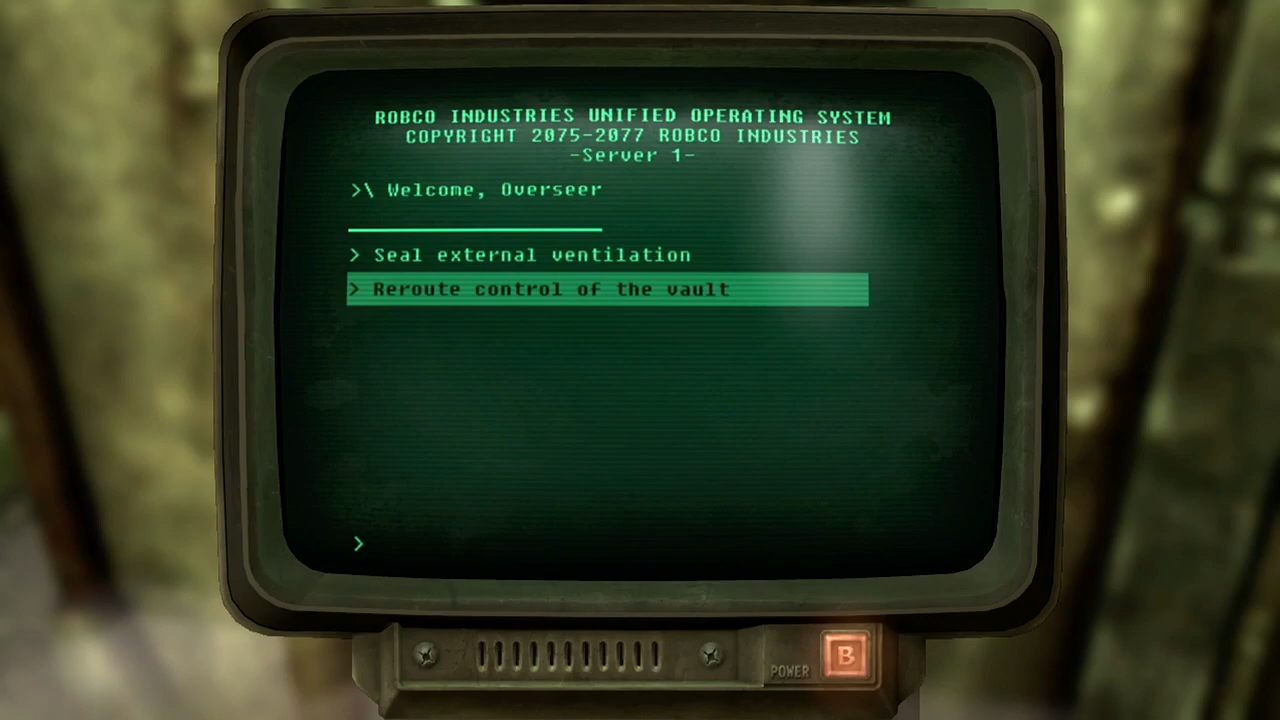 ROBCO INDUSTRIES UNIFIED OPERATING SYSTEM
COPYRIGHT 2075-2077 ROBCO INDUSTRIES
-Server 1-
>\ Welcome, Overseer
> Seal external ventilation
> Reroute control of the vault
>
POWER B